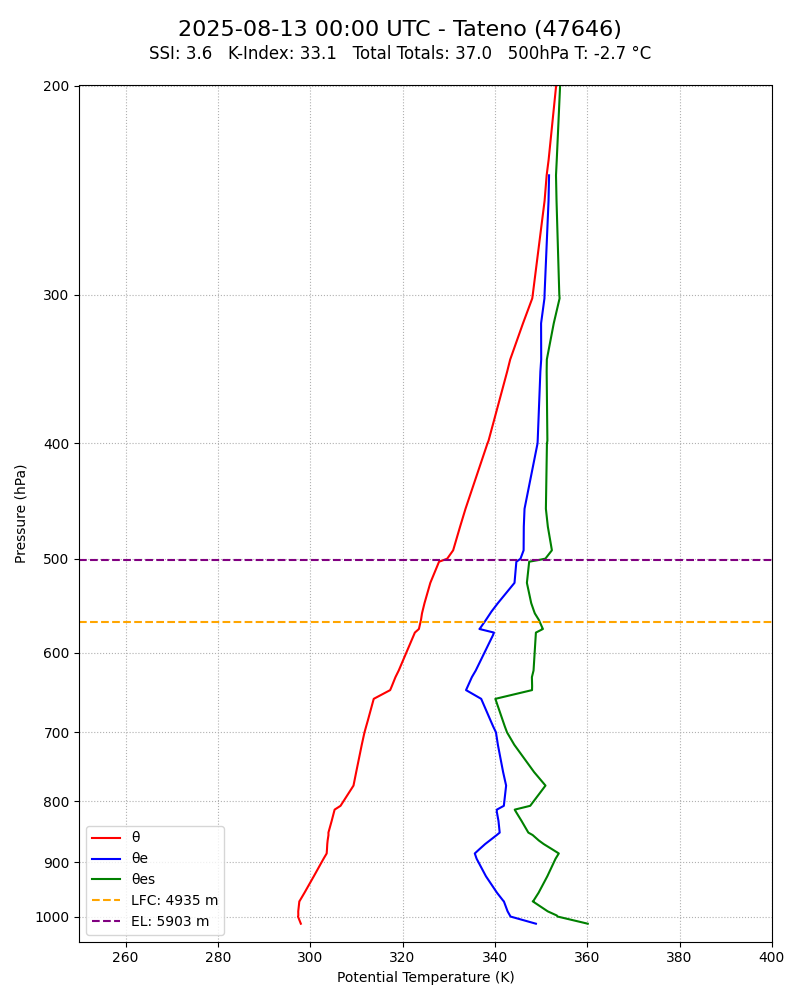 2025-08-13 00:00 UTC - Tateno (47646)
SSI: 3.6   K-Index: 33.1   Total Totals: 37.0   500hPa T: -2.7 °C
200
300
400
500
600
700
800
900
1000
Pressure (hPa)
θ
θe
θes
LFC: 4935 m
EL: 5903 m
260 280 300 320 340 360 380 400
Potential Temperature (K)